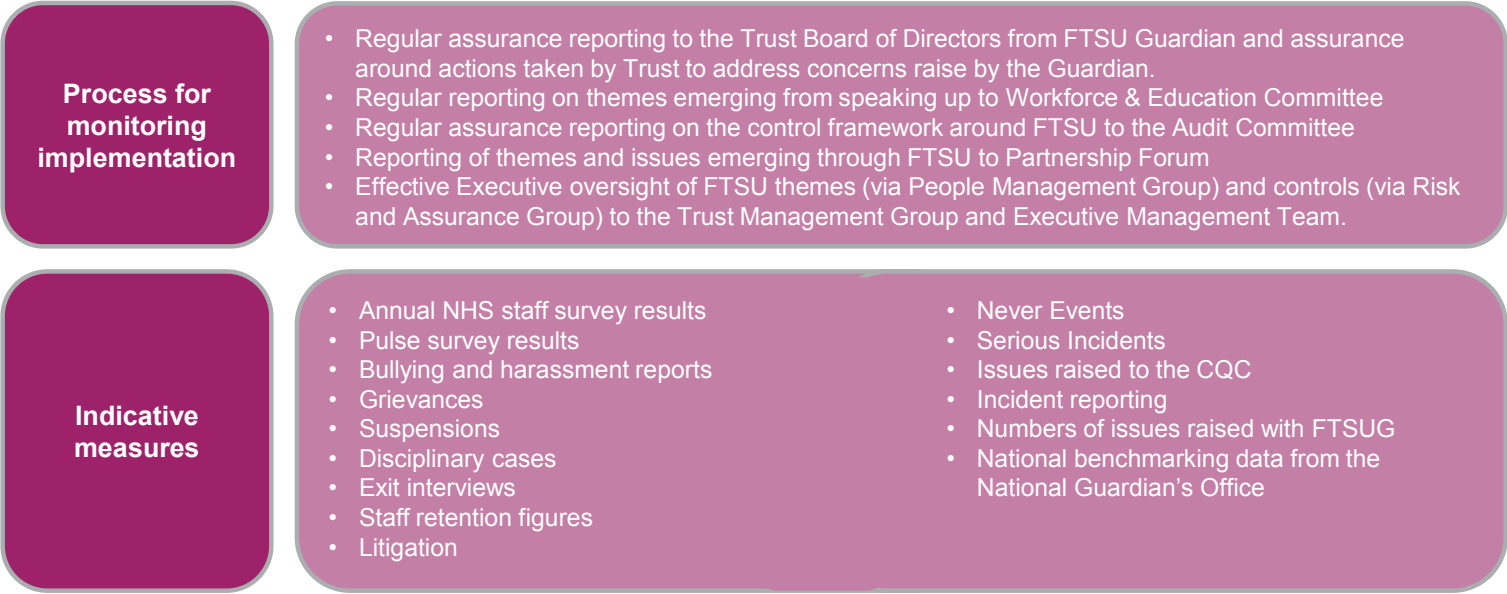 Process for
monitoring
implementation
• Regular assurance reporting to the Trust Board of Directors from FTSU Guardian and assurance
around actions taken by Trust to address concerns raise by the Guardian.
• Regular reporting on themes emerging from speaking up to Workforce & Education Committee
• Regular assurance reporting on the control framework around FTSU to the Audit Committee
• Reporting of themes and issues emerging through FTSU to Partnership Forum
• Effective Executive oversight of FTSU themes (via People Management Group) and controls (via Risk
and Assurance Group) to the Trust Management Group and Executive Management Team.
Indicative
measures
• Annual NHS staff survey results
• Pulse survey results
• Bullying and harassment reports
• Grievances
• Suspensions
• Disciplinary cases
• Exit interviews
• Staff retention figures
• Litigation
• Never Events
• Serious Incidents
• Issues raised to the CQC
• Incident reporting
• Numbers of issues raised with FTSUG
• National benchmarking data from the
National Guardian's Office